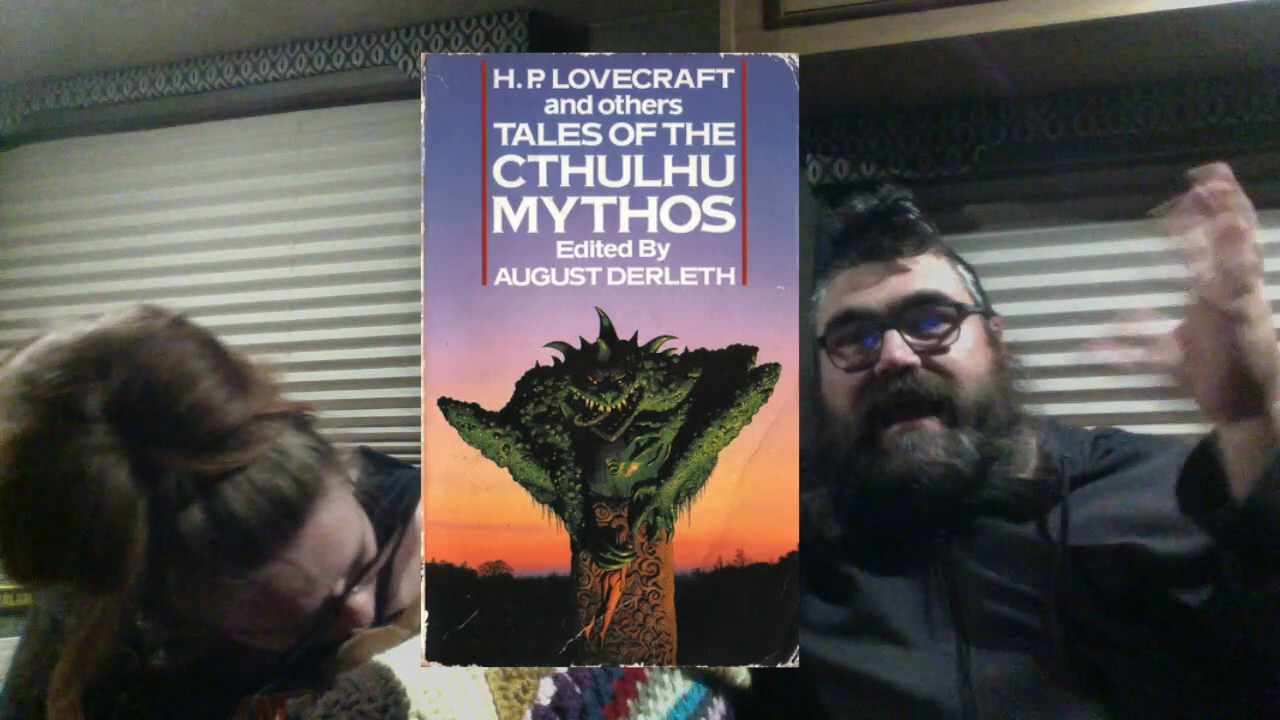 H.P. LOVECRAFT
and others
TALES OF THE
CTHULHU
MYTHOS
Edited By
AUGUST DERLETH